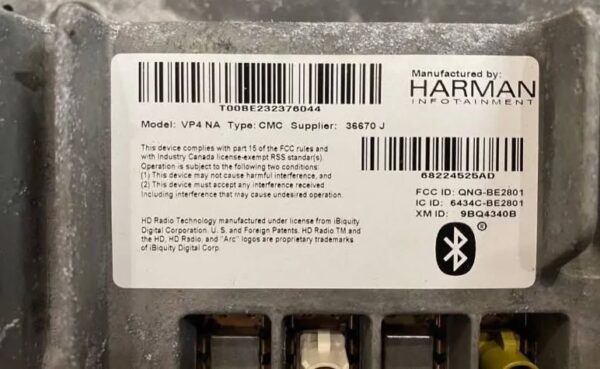 Manufactured by:
HARMAN
INFOTAINMENT
T00BE232376044
Model: VP4 NA Type: CMC Supplier: 36670 J
This device complies with part 15 of the FCC rules and
with Industry Canada license-exempt RSS standar(s).
Operation is subject to the following two conditions:
(1) This device may not cause harmful interference, and
(2) This device must accept any interference received
Including interference that may cause undesired operation.
68224525AD
FCC ID: QNG-BE2801
IC ID: 6434C-BE2801
XM ID: 9BQ4340B
HD Radio Technology manufactured under license from iBiquity
Digital Corporation. U. S. and Foreign Patents. HD Radio TM and
the HD, HD Radio, and "Arc" logos are proprietary trademarks
of iBiquity Digital Corp.
®